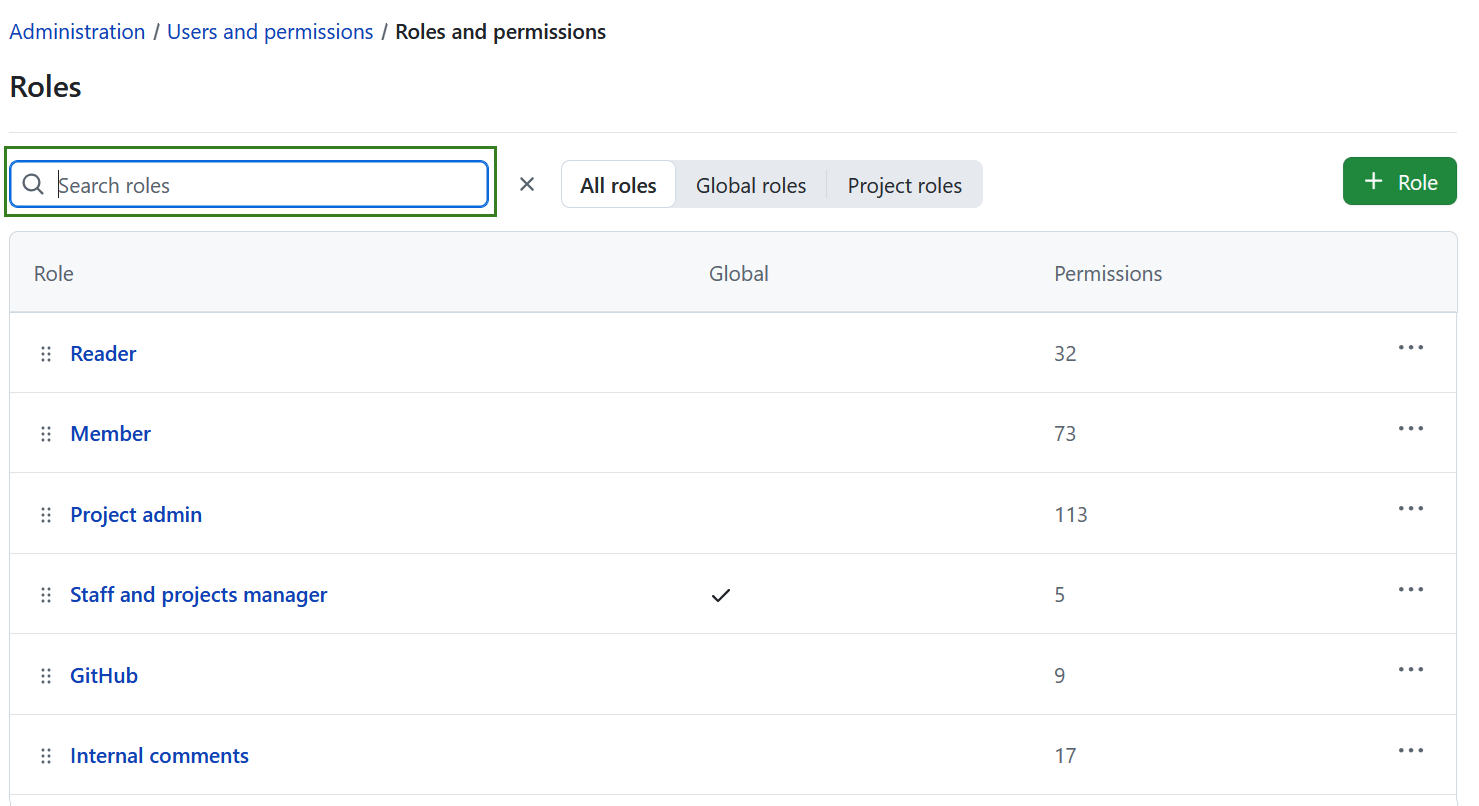 Administration / Users and permissions / Roles and permissions
Roles
Search roles All roles Global roles Project roles + Role
Role Global Permissions
Reader 32
Member 73
Project admin 113
Staff and projects manager 5
GitHub 9
Internal comments 17